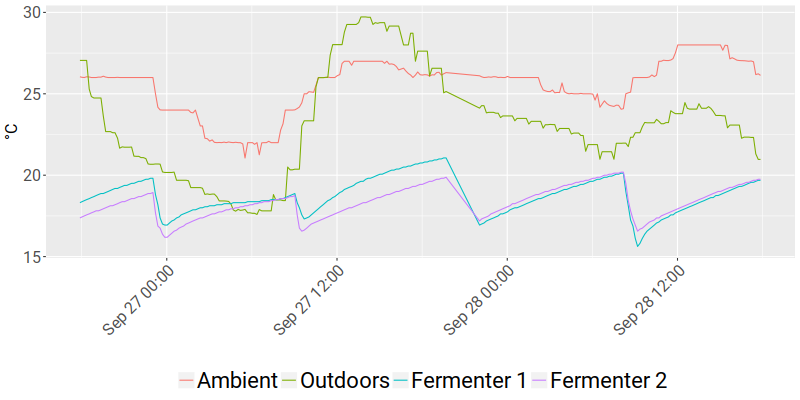 30
25
20
15
°C
Sep 27 00:00
Sep 27 12:00
Sep 28 00:00
Sep 28 12:00
Ambient Outdoors Fermenter 1 Fermenter 2